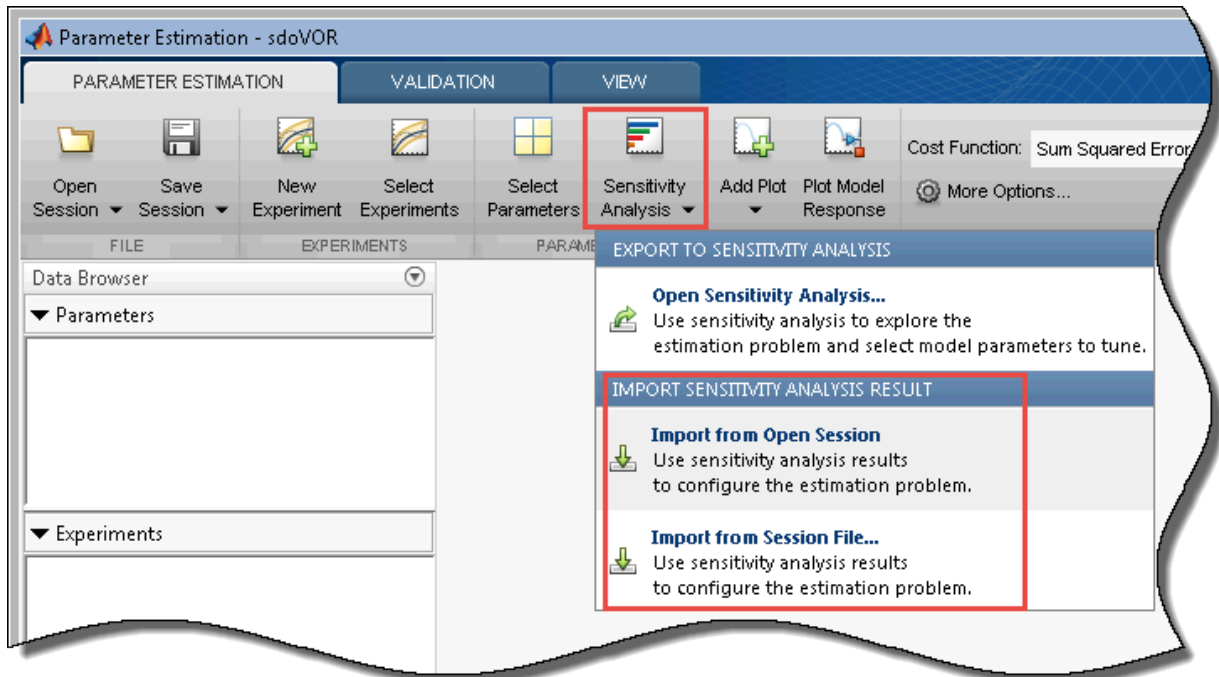 Parameter Estimation - sdoVOR
PARAMETER ESTIMATION VALIDATION VIEW
Open Session Save Session New Experiment Select Experiments Select Parameters Sensitivity Analysis Add Plot Plot Model Response
Cost Function: Sum Squared Error
More Options...
FILE EXPERIMENTS
EXPORT TO SENSITIVITY ANALYSIS
Open Sensitivity Analysis...
Use sensitivity analysis to explore the
estimation problem and select model parameters to tune.
IMPORT SENSITIVITY ANALYSIS RESULT
Import from Open Session
Use sensitivity analysis results
to configure the estimation problem.
Import from Session File...
Use sensitivity analysis results
to configure the estimation problem.
Data Browser
Parameters
Experiments